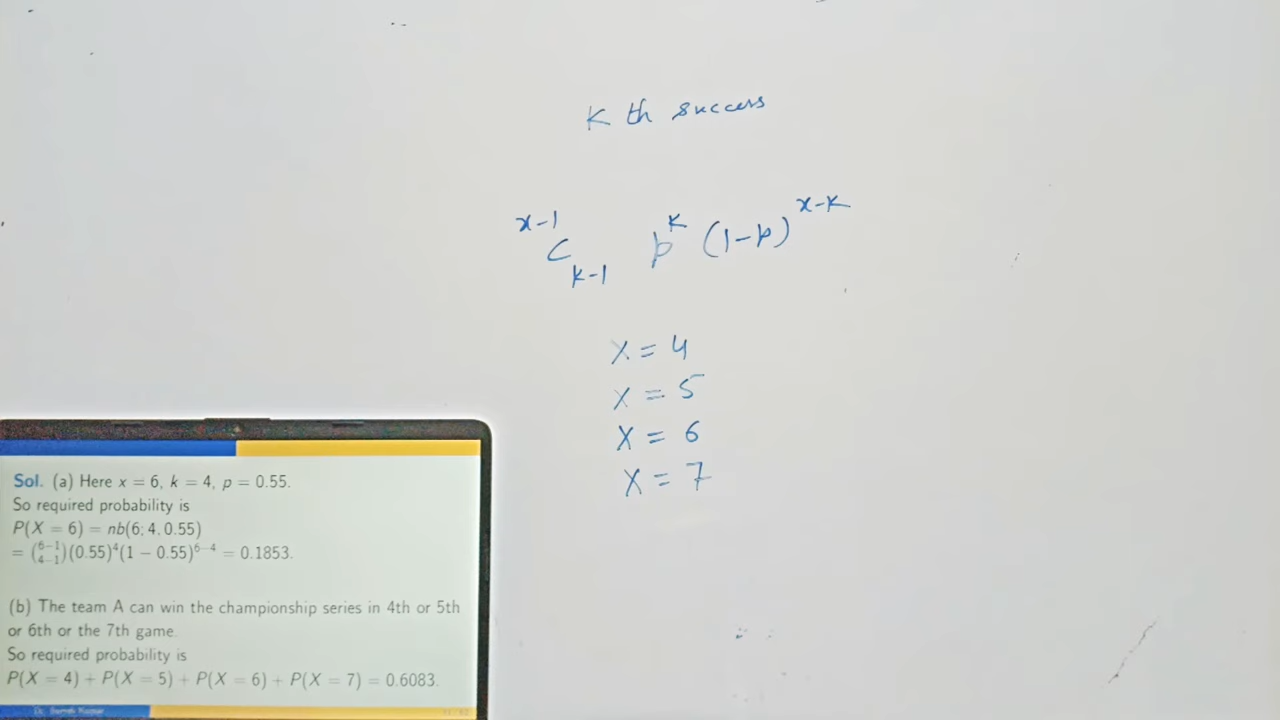 K th success
x-1
C
k-1
p^k (1-p)^x-k
X = 4
X = 5
X = 6
X = 7
Sol. (a) Here x = 6, k = 4, p = 0.55.
So required probability is
P(X = 6) = nb(6; 4, 0.55)
= (6-1 4-1)(0.55)^4(1 − 0.55)^6−4 = 0.1853.
(b) The team A can win the championship series in 4th or 5th
or 6th or the 7th game.
So required probability is
P(X = 4) + P(X = 5) + P(X = 6) + P(X = 7) = 0.6083.
Dr.